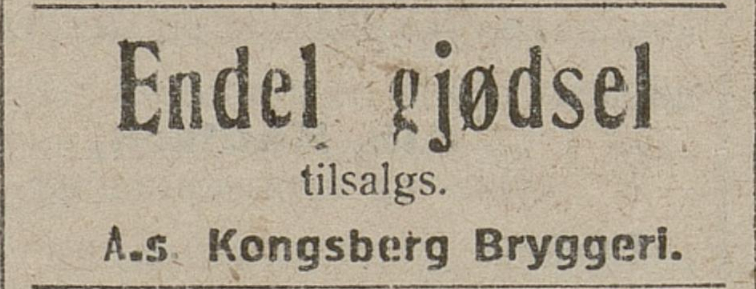 Endel gjødsel
tilsalgs.
A.s. Kongsberg Bryggeri.